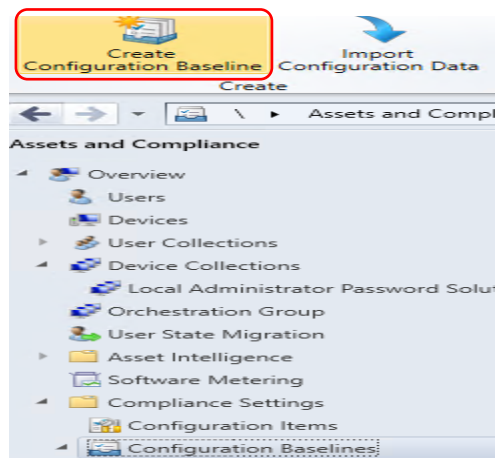 Create
Configuration Baseline
Import
Configuration Data
Create
\ Assets and Compl
Assets and Compliance
Overview
Users
Devices
User Collections
Device Collections
Local Administrator Password Solut
Orchestration Group
User State Migration
Asset Intelligence
Software Metering
Compliance Settings
Configuration Items
Configuration Baselines